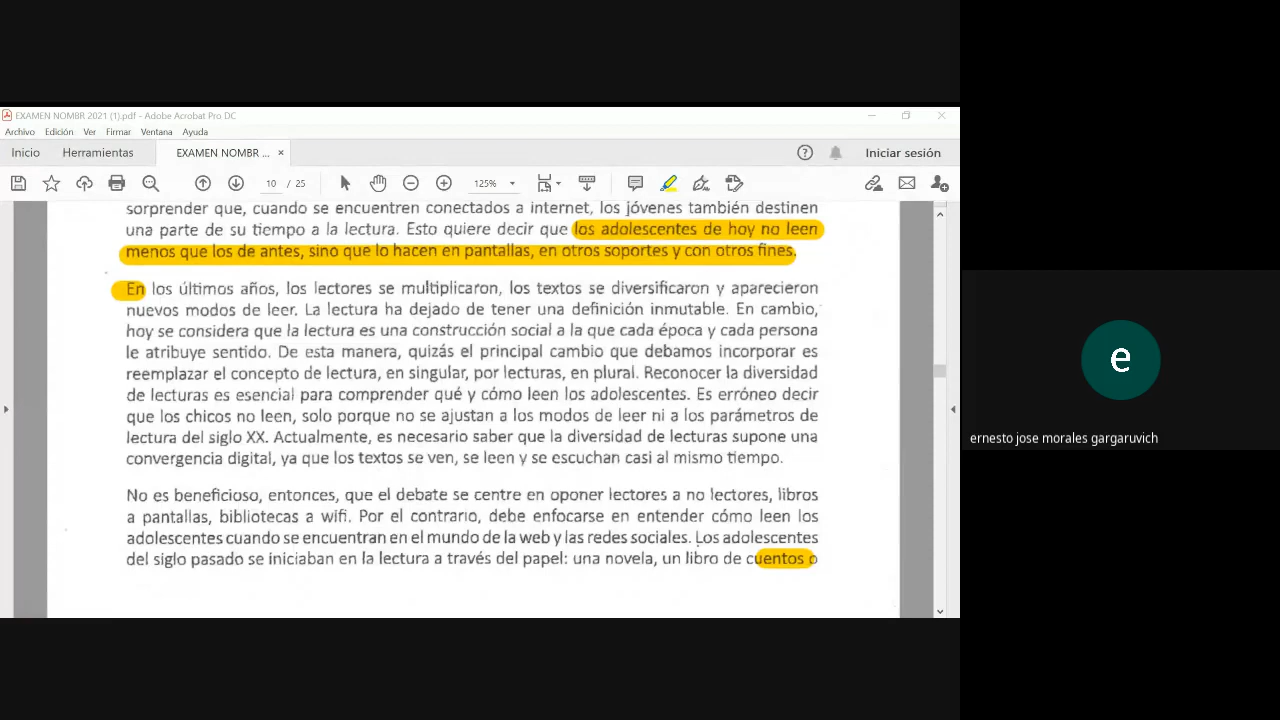 EXAMEN NOMBR 2021 (1).pdf - Adobe Acrobat Pro DC
Archivo Edición Ver Firmar Ventana Ayuda
Inicio Herramientas EXAMEN NOMBR ... × Iniciar sesión
10 / 25 125%
sorprender que, cuando se encuentren conectados a internet, los jóvenes también destinen
una parte de su tiempo a la lectura. Esto quiere decir que los adolescentes de hoy no leen
menos que los de antes, sino que lo hacen en pantallas, en otros soportes y con otros fines.
En los últimos años, los lectores se multiplicaron, los textos se diversificaron y aparecieron
nuevos modos de leer. La lectura ha dejado de tener una definición inmutable. En cambio,
hoy se considera que la lectura es una construcción social a la que cada época y cada persona
le atribuye sentido. De esta manera, quizás el principal cambio que debamos incorporar es
reemplazar el concepto de lectura, en singular, por lecturas, en plural. Reconocer la diversidad
de lecturas es esencial para comprender qué y cómo leen los adolescentes. Es erróneo decir
que los chicos no leen, solo porque no se ajustan a los modos de leer ni a los parámetros de
lectura del siglo XX. Actualmente, es necesario saber que la diversidad de lecturas supone una
convergencia digital, ya que los textos se ven, se leen y se escuchan casi al mismo tiempo.
No es beneficioso, entonces, que el debate se centre en oponer lectores a no lectores, libros
a pantallas, bibliotecas a wifi. Por el contrario, debe enfocarse en entender cómo leen los
adolescentes cuando se encuentran en el mundo de la web y las redes sociales. Los adolescentes
del siglo pasado se iniciaban en la lectura a través del papel: una novela, un libro de cuentos o
e
ernesto jose morales gargaruvich